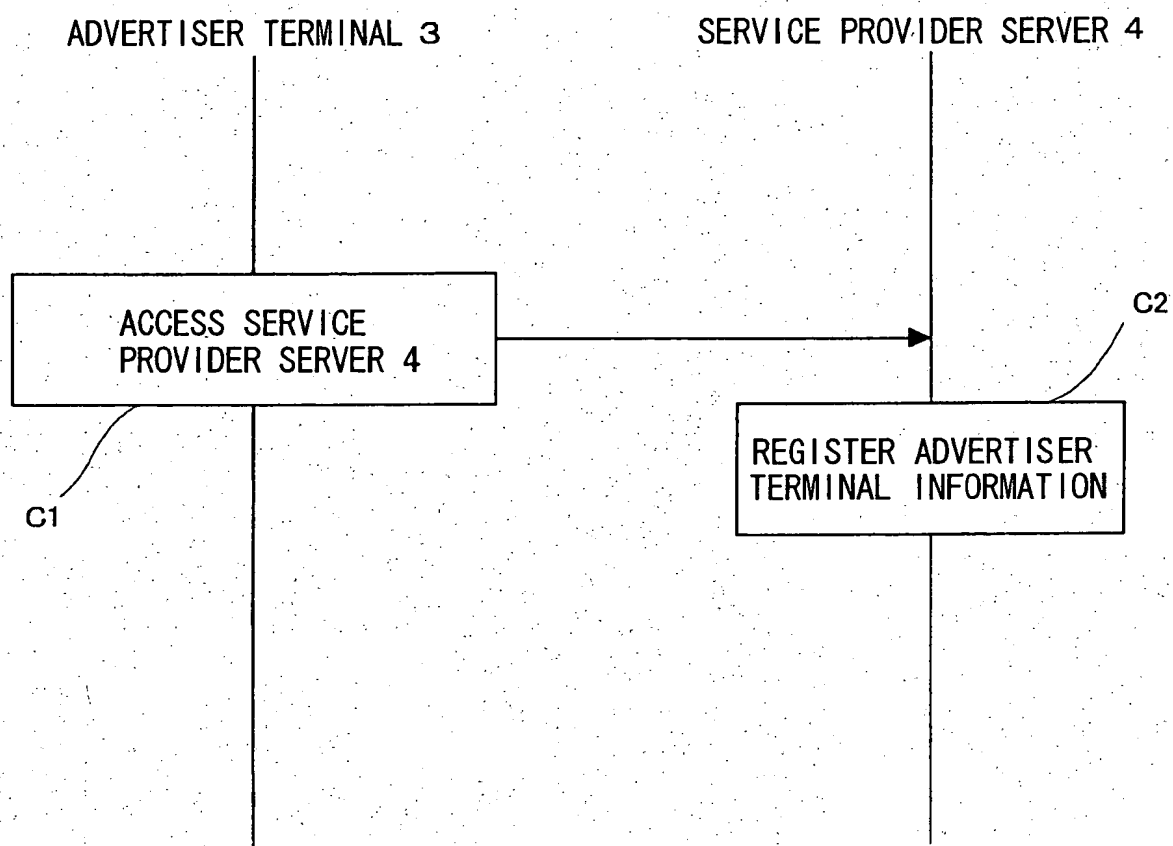 ADVERTISER TERMINAL 3
SERVICE PROVIDER SERVER 4
ACCESS SERVICE
PROVIDER SERVER 4
C2
REGISTER ADVERTISER
TERMINAL INFORMATION
C1